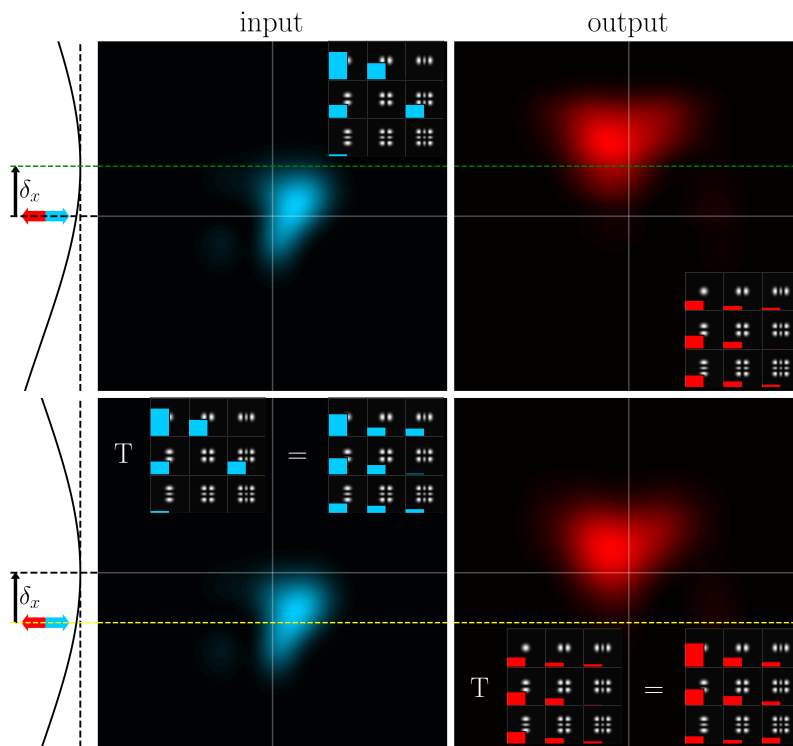 input output
δₓ
T =
δₓ
T =